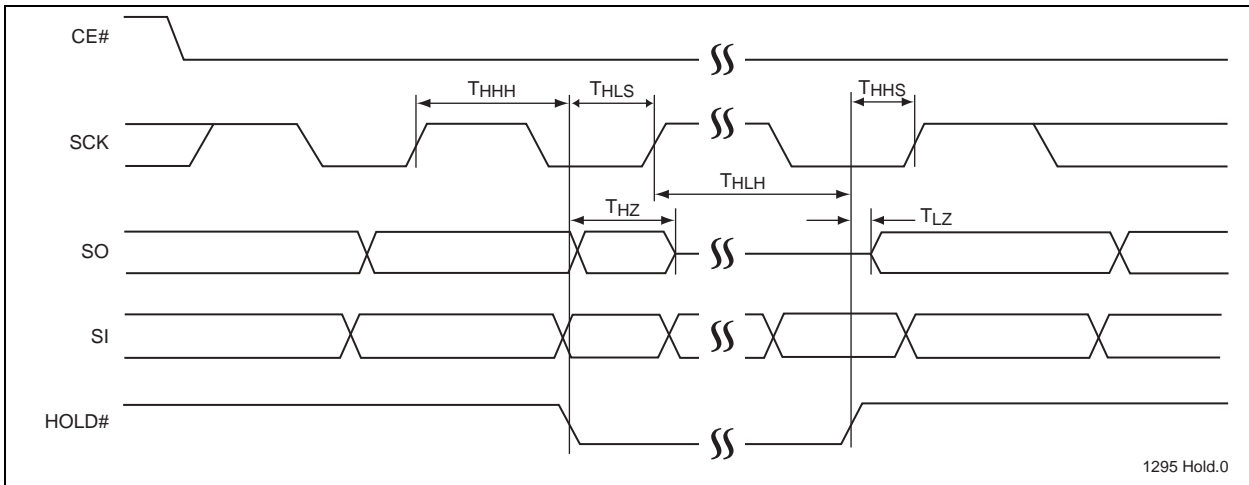 CE#
THHH
THLS
THHS
SCK
THLH
THZ
TLZ
SO
SI
HOLD#
1295 Hold.0